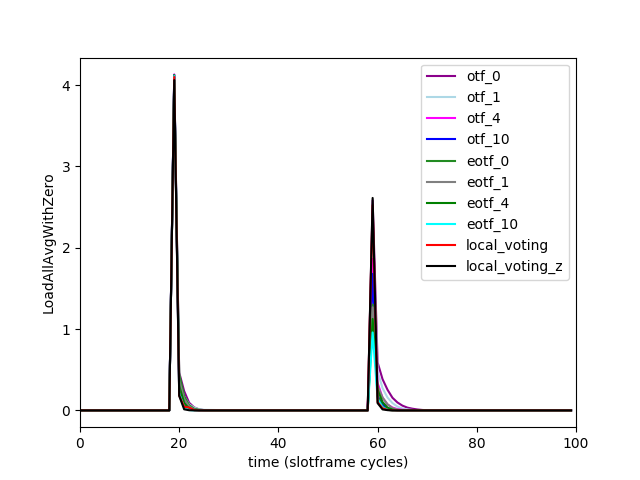 LoadAllAvgWithZero
4
3
2
1
0
0 20 40 60 80 100
time (slotframe cycles)
otf_0
otf_1
otf_4
otf_10
eotf_0
eotf_1
eotf_4
eotf_10
local_voting
local_voting_z